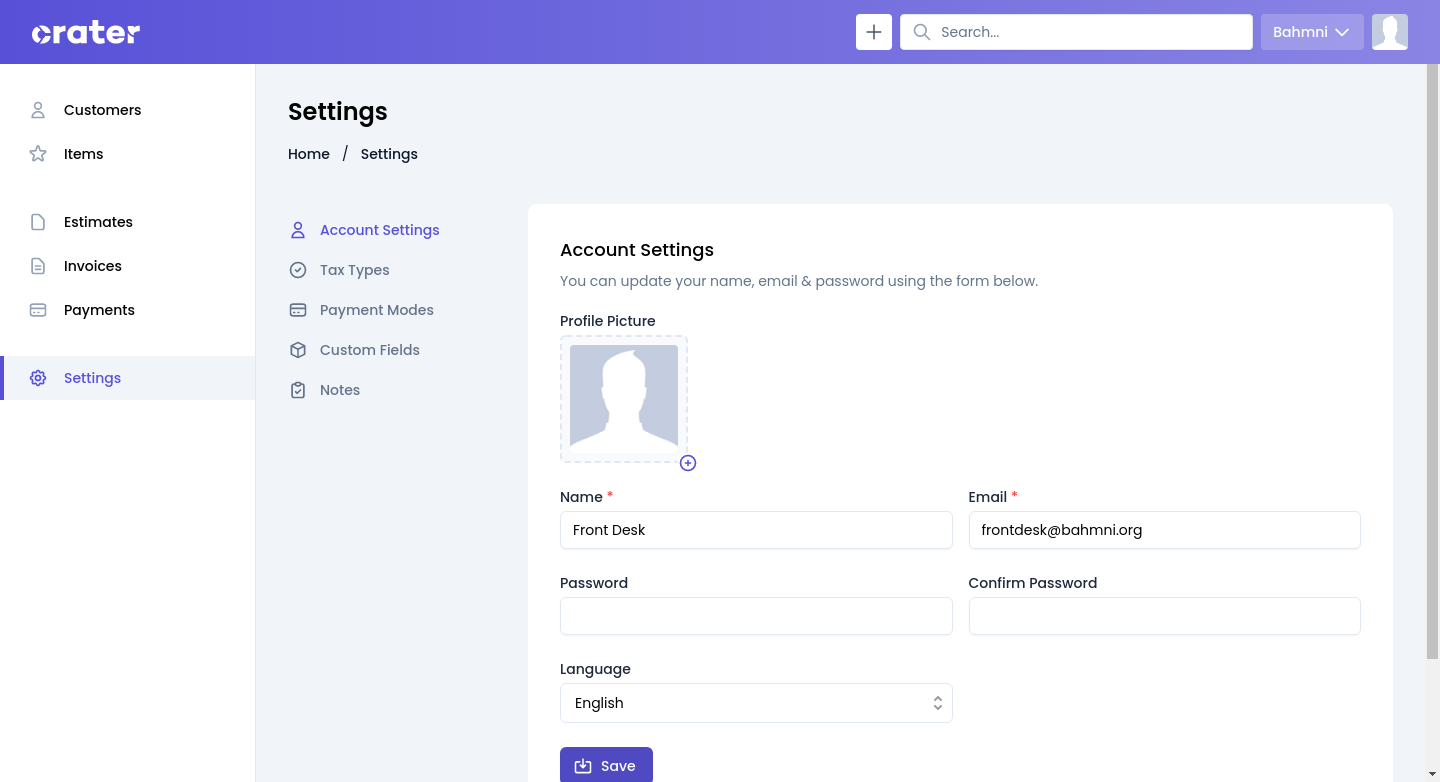 crater
Search...
Bahmni
Customers
Items
Estimates
Invoices
Payments
Settings
Settings
Home / Settings
Account Settings
Tax Types
Payment Modes
Custom Fields
Notes
Account Settings
You can update your name, email & password using the form below.
Profile Picture
Name *
Email *
Front Desk
frontdesk@bahmni.org
Password
Confirm Password
Language
English
Save